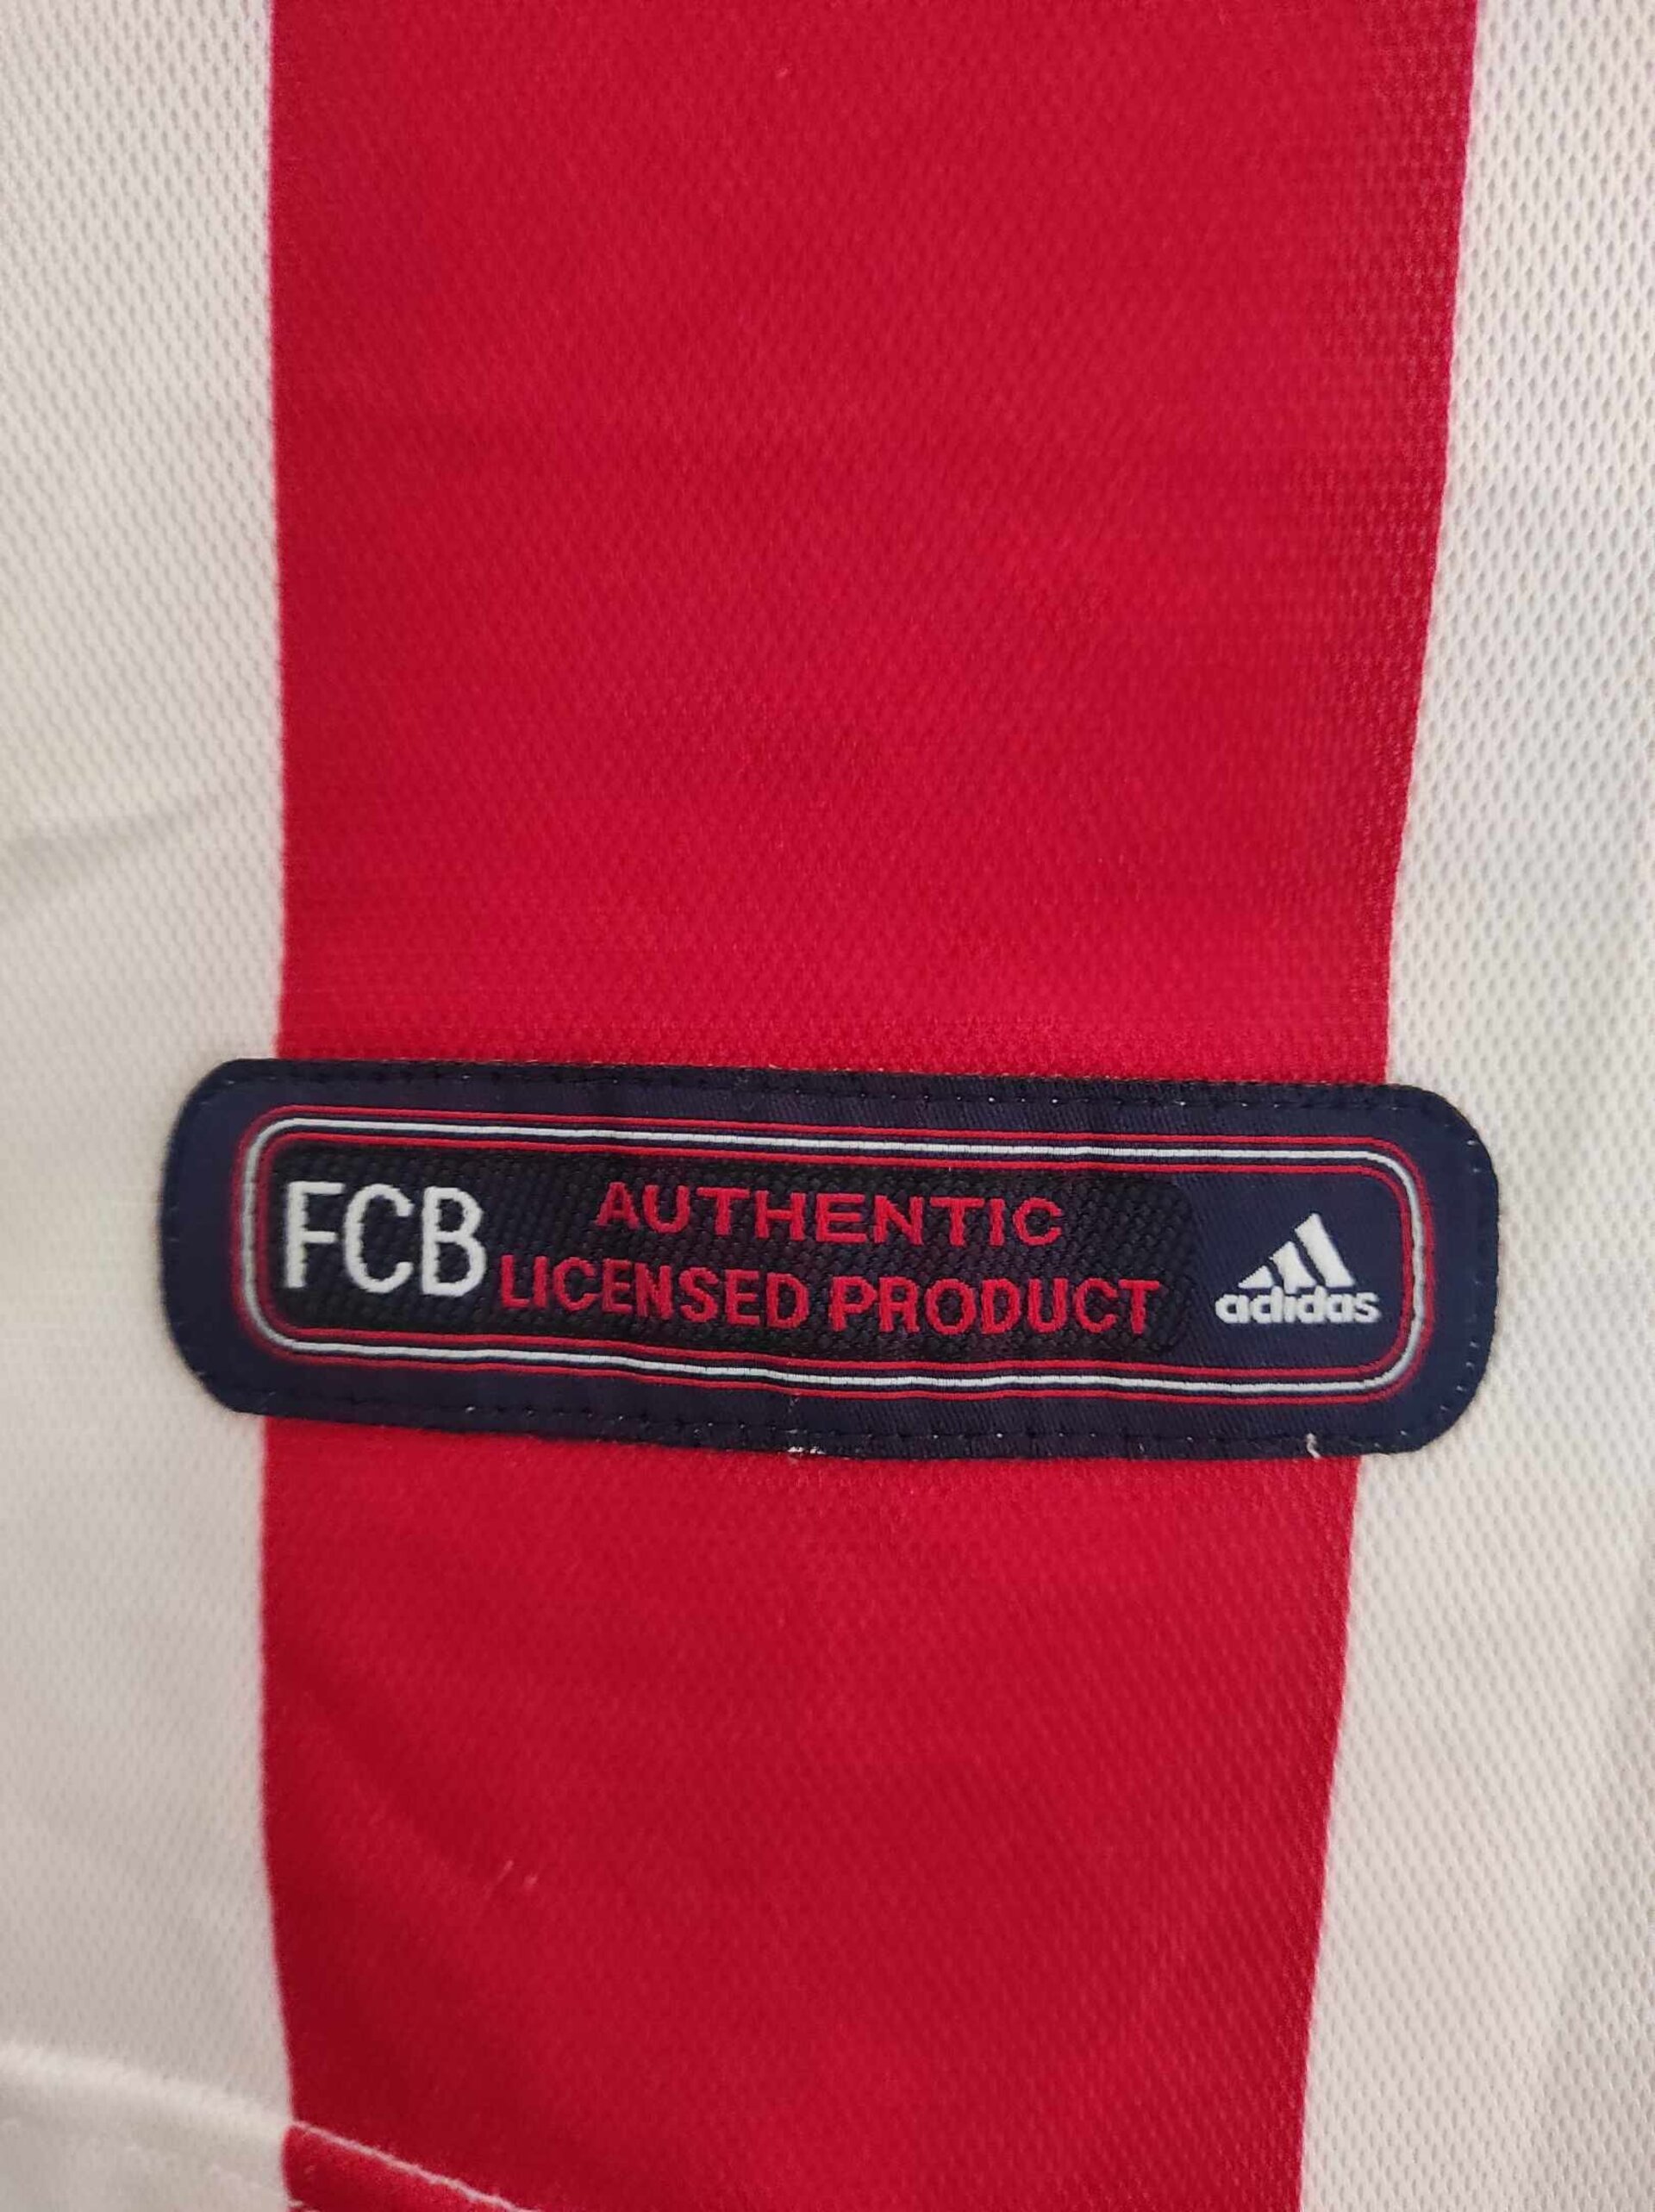 FCB
AUTHENTIC
LICENSED PRODUCT
adidas